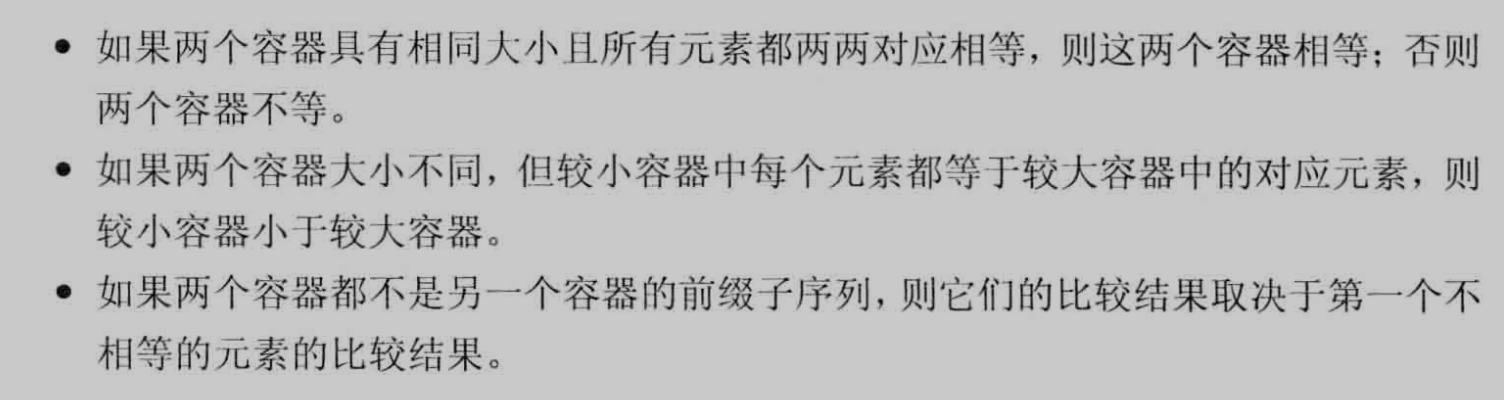 • 如果两个容器具有相同大小且所有元素都两两对应相等，则这两个容器相等；否则
两个容器不等。
• 如果两个容器大小不同，但较小容器中每个元素都等于较大容器中的对应元素，则
较小容器小于较大容器。
• 如果两个容器都不是另一个容器的前缀子序列，则它们的比较结果取决于第一个不
相等的元素的比较结果。